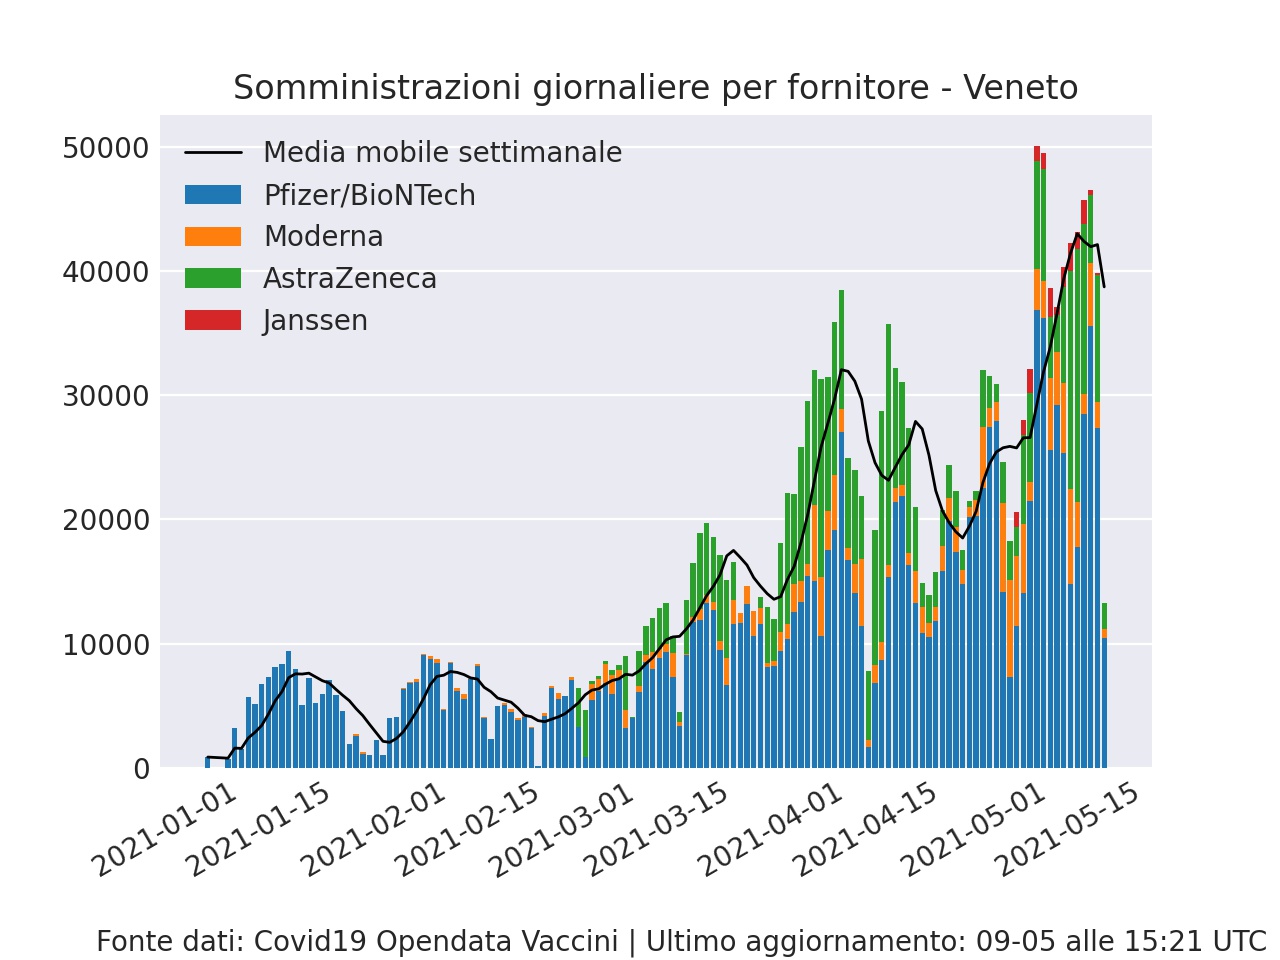 Somministrazioni giornaliere per fornitore - Veneto
Media mobile settimanale
Pfizer/BioNTech
Moderna
AstraZeneca
Janssen
50000
40000
30000
20000
10000
0
2021-01-01
2021-01-15
2021-02-01
2021-02-15
2021-03-01
2021-03-15
2021-04-01
2021-04-15
2021-05-01
2021-05-15
Fonte dati: Covid19 Opendata Vaccini | Ultimo aggiornamento: 09-05 alle 15:21 UTC